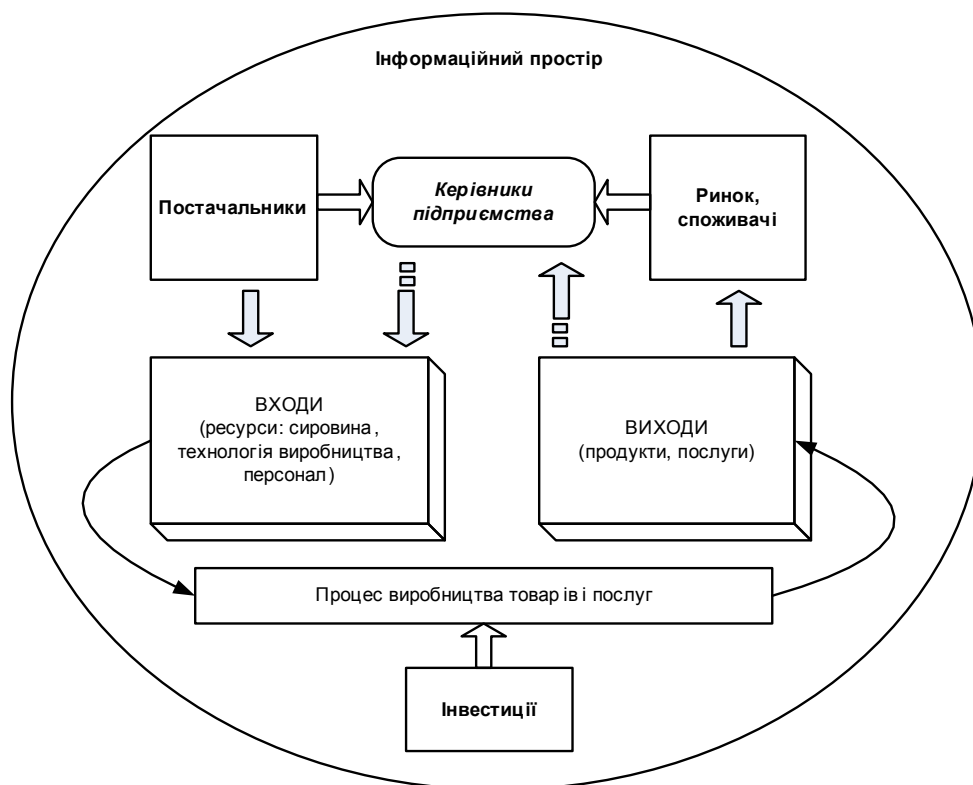 Інформаційний простір
Постачальники
Керівники
підприємства
Ринок,
споживачі
ВХОДИ
(ресурси: сировина,
технологія виробництва,
персонал)
ВИХОДИ
(продукти, послуги)
Процес виробництва товарів і послуг
Інвестиції